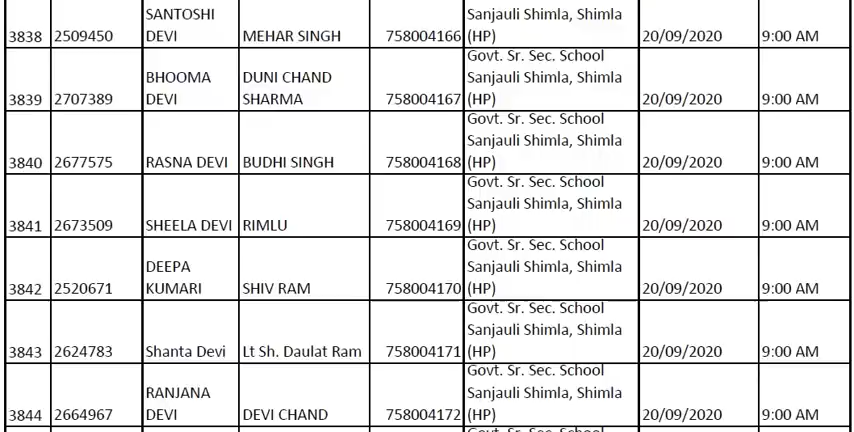 SANTOSHI Sanjauli Shimla, Shimla
3838 2509450 DEVI MEHAR SINGH 758004166 (HP) 20/09/2020 9:00 AM
Govt. Sr. Sec. School
BHOOMA DUNI CHAND Sanjauli Shimla, Shimla
3839 2707389 DEVI SHARMA 758004167 (HP) 20/09/2020 9:00 AM
Govt. Sr. Sec. School
Sanjauli Shimla, Shimla
3840 2677575 RASNA DEVI BUDHI SINGH 758004168 (HP) 20/09/2020 9:00 AM
Govt. Sr. Sec. School
Sanjauli Shimla, Shimla
3841 2673509 SHEELA DEVI RIMLU 758004169 (HP) 20/09/2020 9:00 AM
Govt. Sr. Sec. School
DEEPA Sanjauli Shimla, Shimla
3842 2520671 KUMARI SHIV RAM 758004170 (HP) 20/09/2020 9:00 AM
Govt. Sr. Sec. School
Sanjauli Shimla, Shimla
3843 2624783 Shanta Devi Lt Sh. Daulat Ram 758004171 (HP) 20/09/2020 9:00 AM
Govt. Sr. Sec. School
RANJANA Sanjauli Shimla, Shimla
3844 2664967 DEVI DEVI CHAND 758004172 (HP) 20/09/2020 9:00 AM